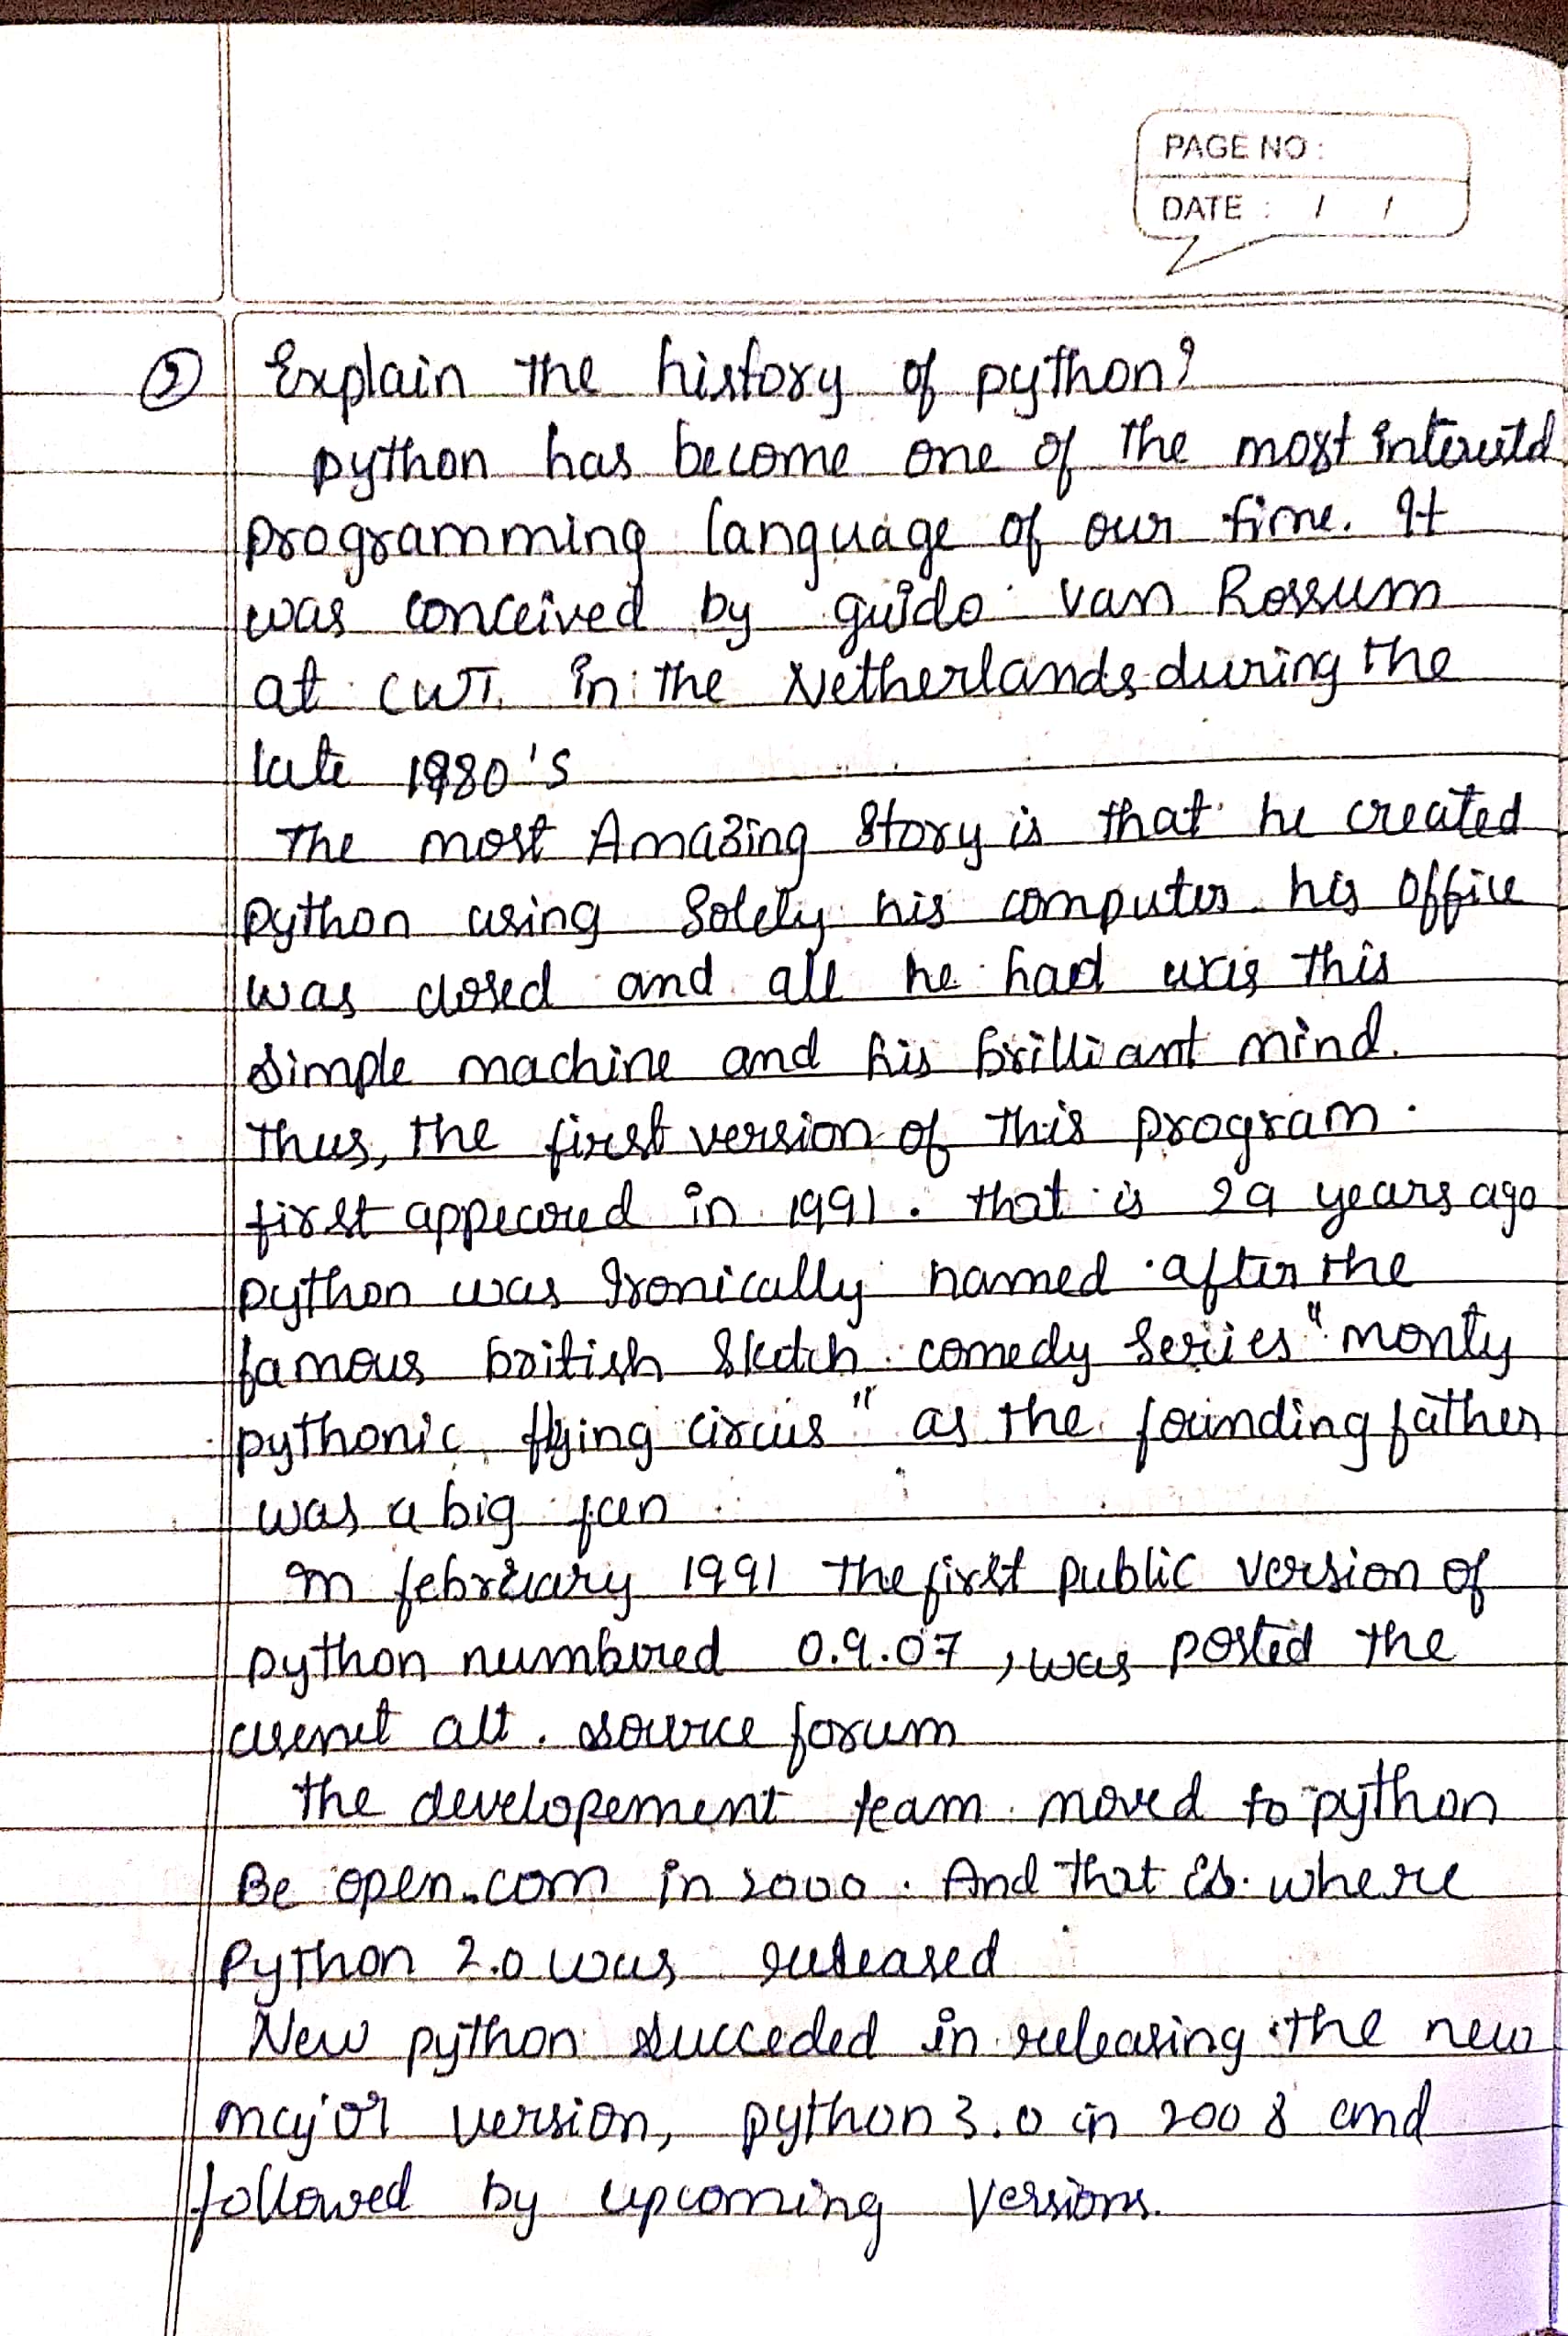 PAGE NO :
DATE : / /
② Explain the history of python?
python has become one of the most
programming language of our time. It
was conceived by guido van Rossum
at CWI. in the Netherlands during the
late 1980's
The most Amazing Story is that he created
python using Solely his computer. his office
was closed and all he had was this
simple machine and his brilliant mind.
Thus, the first version of this program
first appeared in 1991. that is 29 years ago
python was Ironically named after the
famous british Sketch comedy Series "monty
pythonic flying circus" as the founding father
was a big fan
In february 1991 The first public version of
python numbered 0.9.07, was posted the
usenet alt. source forum
the developement team moved to python
Be open.com in 2000. And that is where
Python 2.0 was released
New python succeded in releasing the new
major version, python 3.0 in 2008 and
followed by upcoming versions.